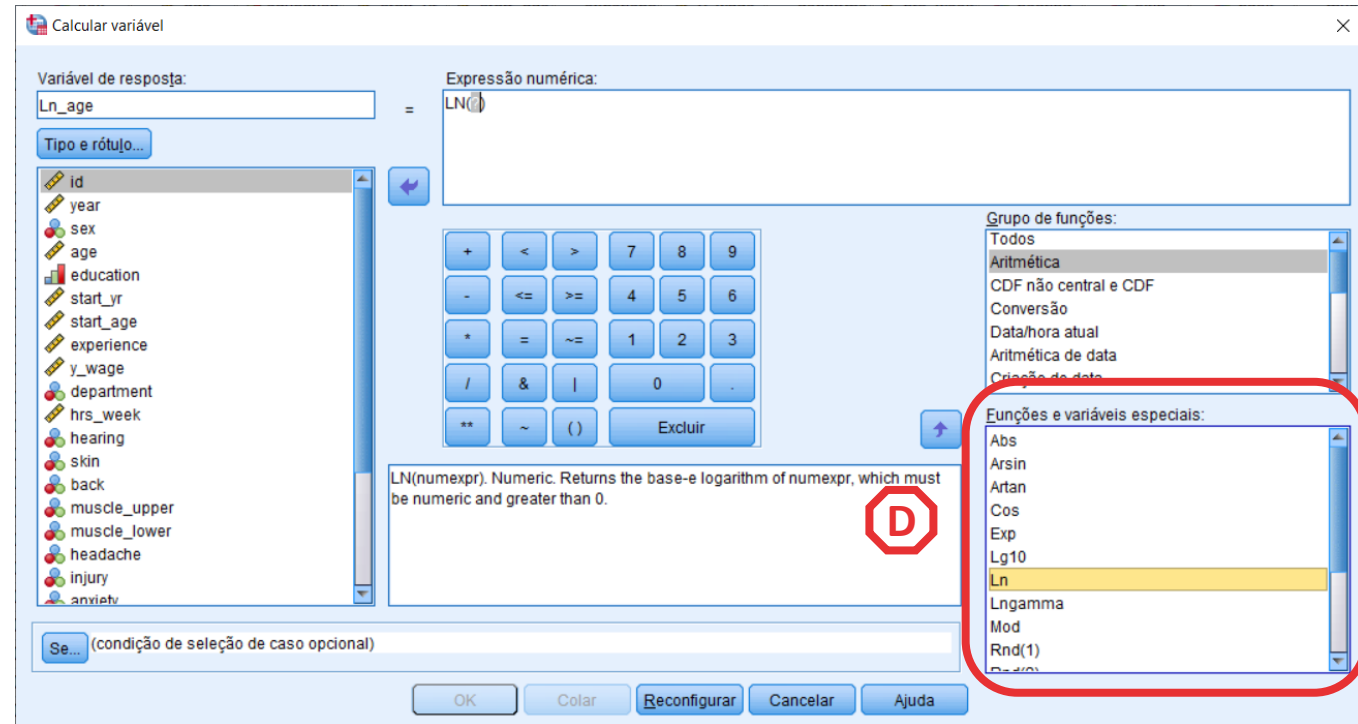 Calcular variável
Variável de resposta:
Ln_age
=
Expressão numérica:
LN(?)
Tipo e rótulo...
id
year
sex
age
education
start_yr
start_age
experience
y_wage
department
hrs_week
hearing
skin
back
muscle_upper
muscle_lower
headache
injury
anxiety
+ < > 7 8 9
- <= >= 4 5 6
* = ~= 1 2 3
/ & | 0 .
** ~ ( ) Excluir
LN(numexpr). Numeric. Returns the base-e logarithm of numexpr, which must
be numeric and greater than 0.
D
Grupo de funções:
Todos
Aritmética
CDF não central e CDF
Conversão
Data/hora atual
Aritmética de data
Criação de data
Funções e variáveis especiais:
Abs
Arsin
Artan
Cos
Exp
Lg10
Ln
Lngamma
Mod
Rnd(1)
Se... (condição de seleção de caso opcional)
OK Colar Reconfigurar Cancelar Ajuda